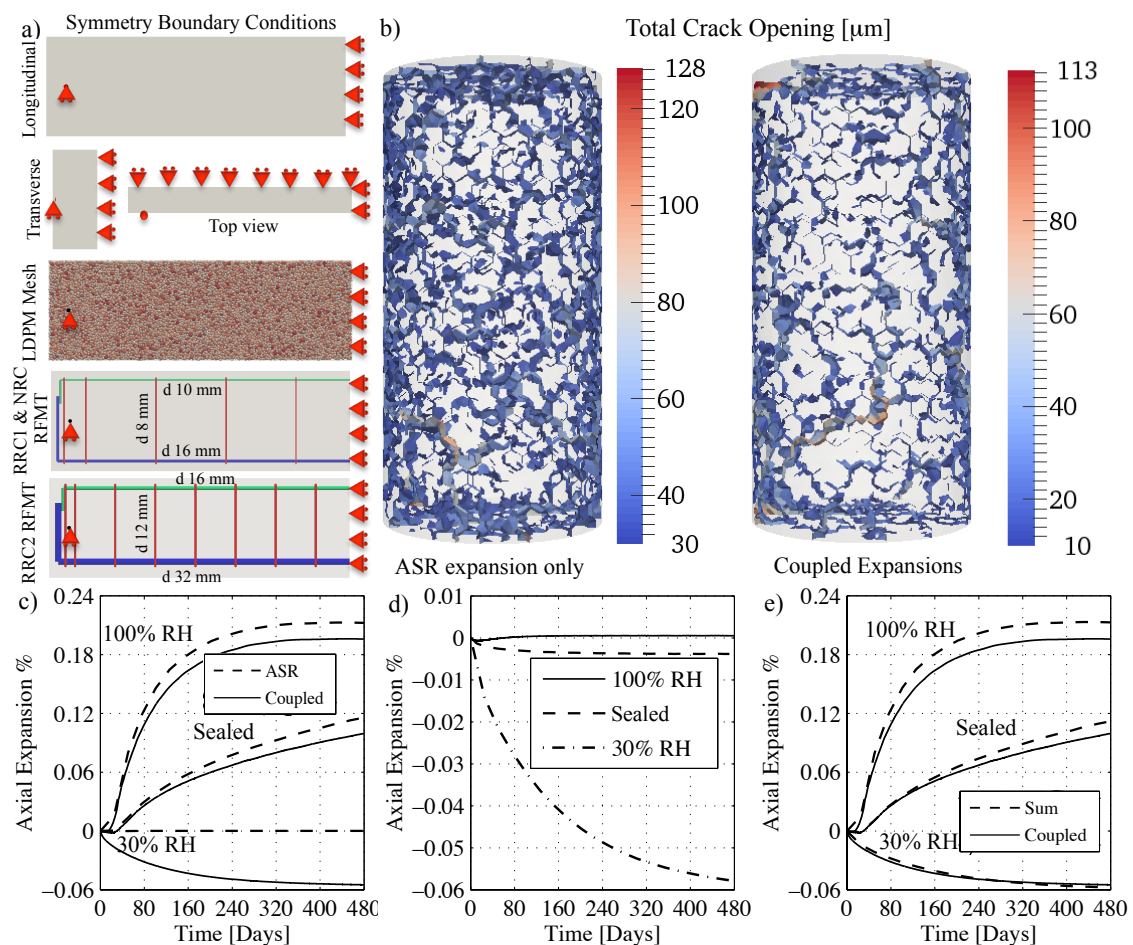 a)
Symmetry Boundary Conditions
Longitudinal
Transverse
Top view
LDPM Mesh
RRC1 & NRC
RFMT
d 10 mm
d 8 mm
d 16 mm
RRC2 RFMT
d 16 mm
d 12 mm
d 32 mm
b)
Total Crack Opening [µm]
128
120
100
80
60
40
30
ASR expansion only
113
100
80
60
40
20
10
Coupled Expansions
c)
Axial Expansion %
0.24
0.18
0.12
0.06
0
–0.06
100% RH
ASR
Coupled
Sealed
30% RH
0 80 160 240 320 400 480
Time [Days]
d)
Axial Expansion %
0.01
0
–0.01
–0.02
–0.03
–0.04
–0.05
–0.06
100% RH
Sealed
30% RH
0 80 160 240 320 400 480
Time [Days]
e)
Axial Expansion %
0.24
0.18
0.12
0.06
0
–0.06
100% RH
Sealed
Sum
Coupled
30% RH
0 80 160 240 320 400 480
Time [Days]